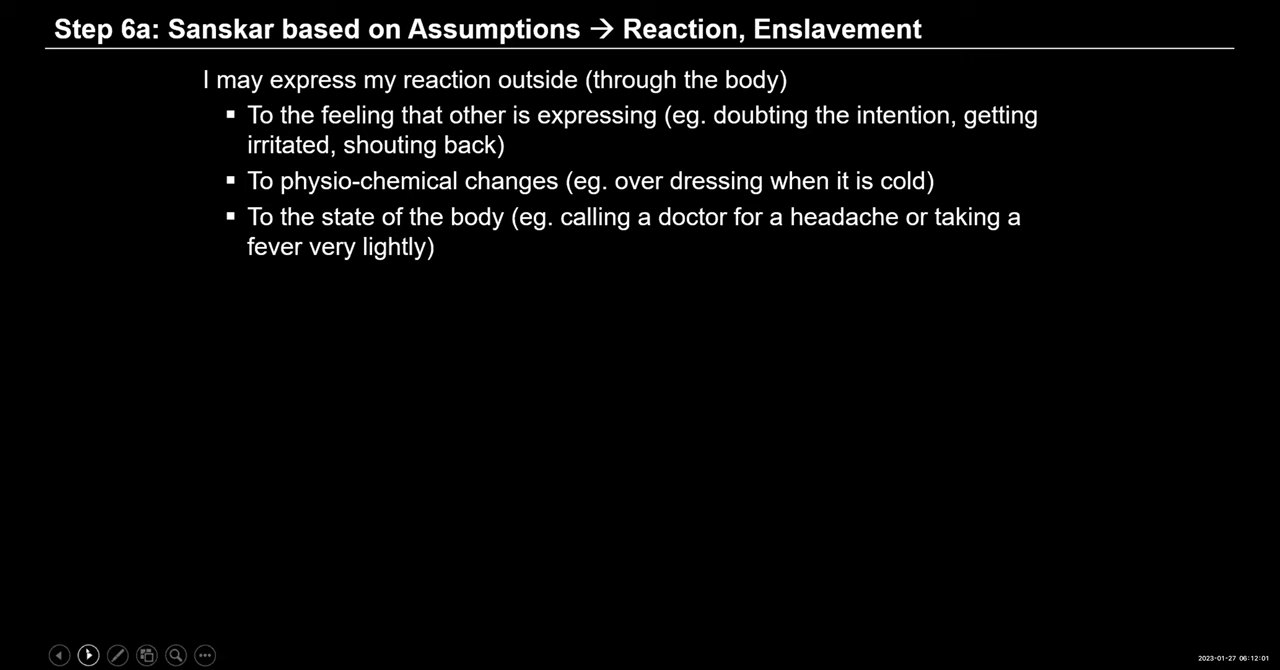 Step 6a: Sanskar based on Assumptions → Reaction, Enslavement
I may express my reaction outside (through the body)
▪ To the feeling that other is expressing (eg. doubting the intention, getting
irritated, shouting back)
▪ To physio-chemical changes (eg. over dressing when it is cold)
▪ To the state of the body (eg. calling a doctor for a headache or taking a
fever very lightly)
2023-01-27 06:12:01